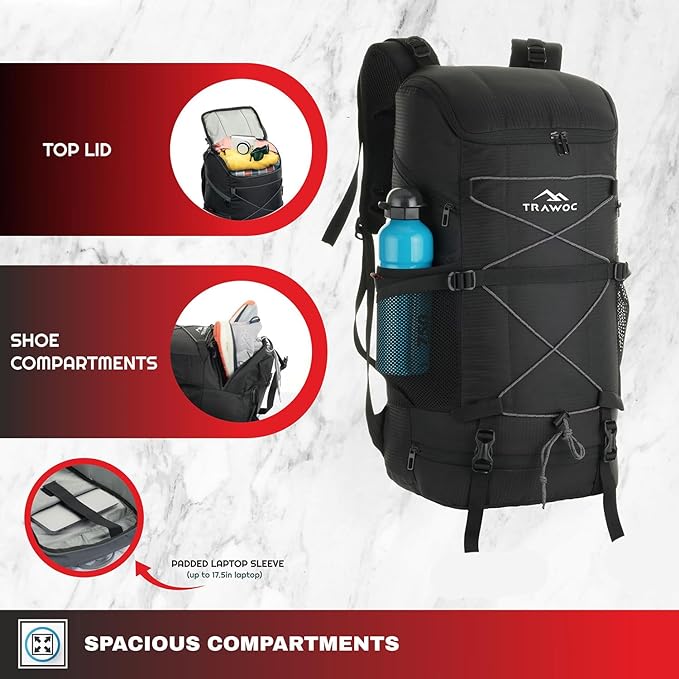 TOP LID
TRAWOC
SHOE
COMPARTMENTS
PADDED LAPTOP SLEEVE
(up to 17.5in laptop)
SPACIOUS COMPARTMENTS